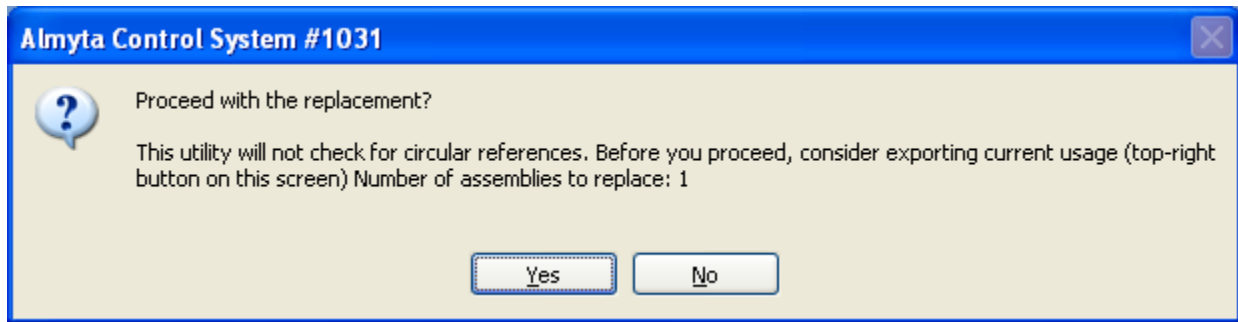 Almyta Control System #1031
Proceed with the replacement?
This utility will not check for circular references. Before you proceed, consider exporting current usage (top-right
button on this screen) Number of assemblies to replace: 1
Yes
No